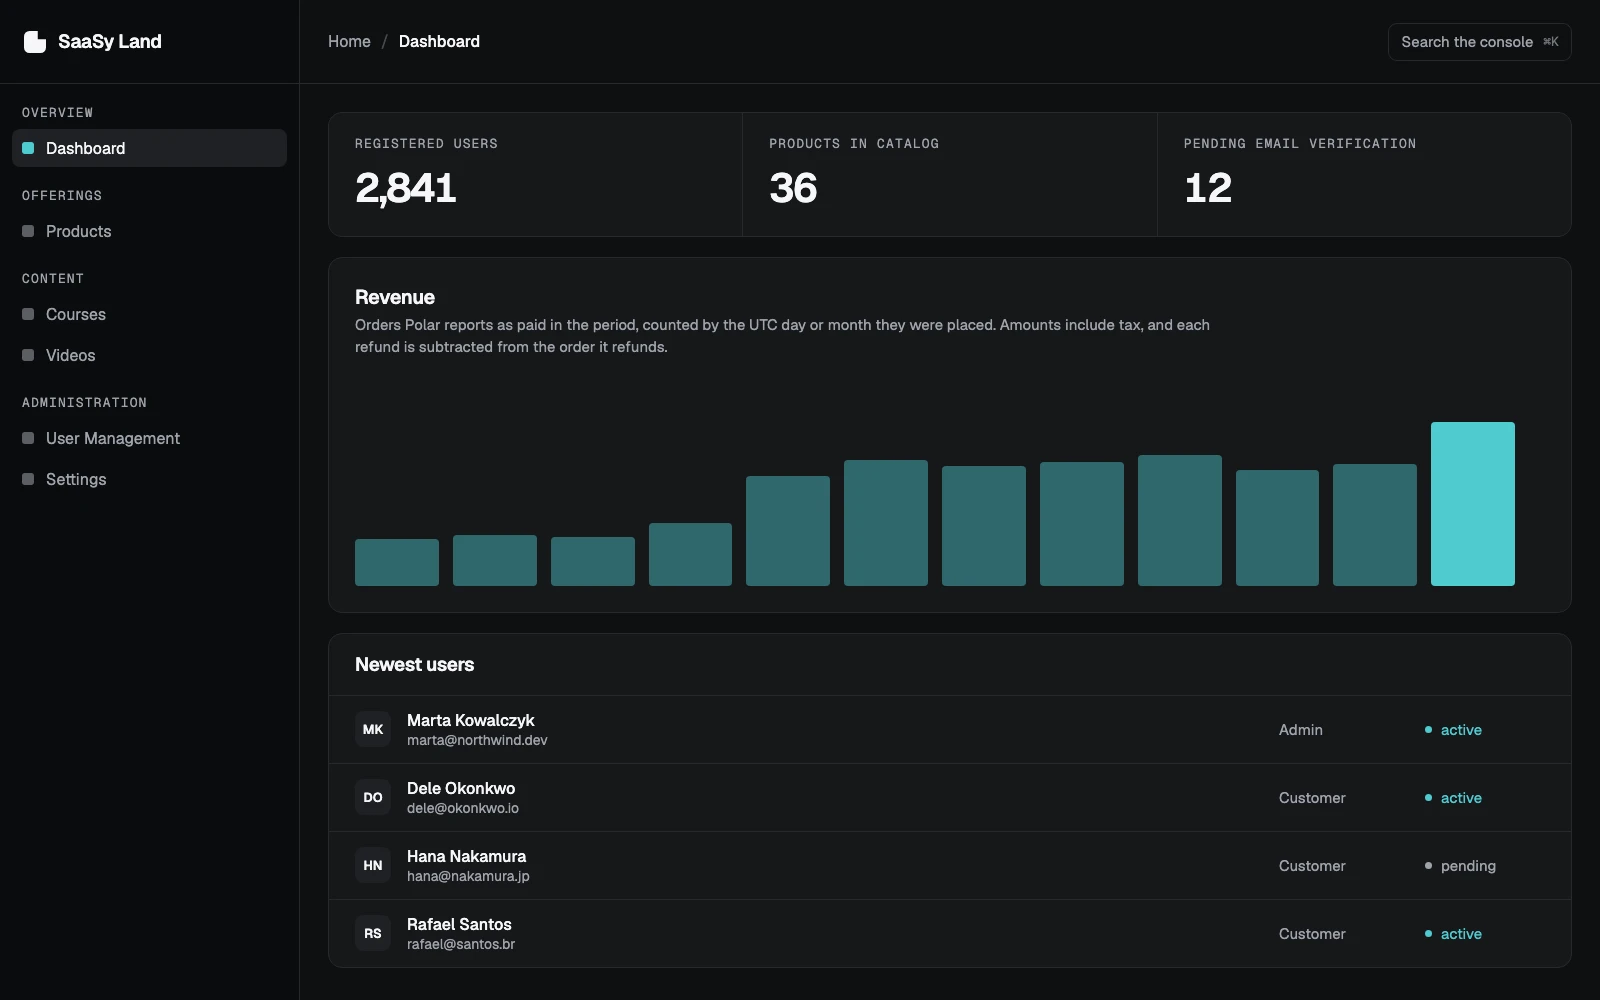 SaaSy Land
Home / Dashboard
Search the console ⌘K
OVERVIEW
Dashboard
OFFERINGS
Products
CONTENT
Courses
Videos
ADMINISTRATION
User Management
Settings
REGISTERED USERS
2,841
PRODUCTS IN CATALOG
36
PENDING EMAIL VERIFICATION
12
Revenue
Orders Polar reports as paid in the period, counted by the UTC day or month they were placed. Amounts include tax, and each
refund is subtracted from the order it refunds.
Newest users
MK
Marta Kowalczyk
marta@northwind.dev
Admin
active
DO
Dele Okonkwo
dele@okonkwo.io
Customer
active
HN
Hana Nakamura
hana@nakamura.jp
Customer
pending
RS
Rafael Santos
rafael@santos.br
Customer
active